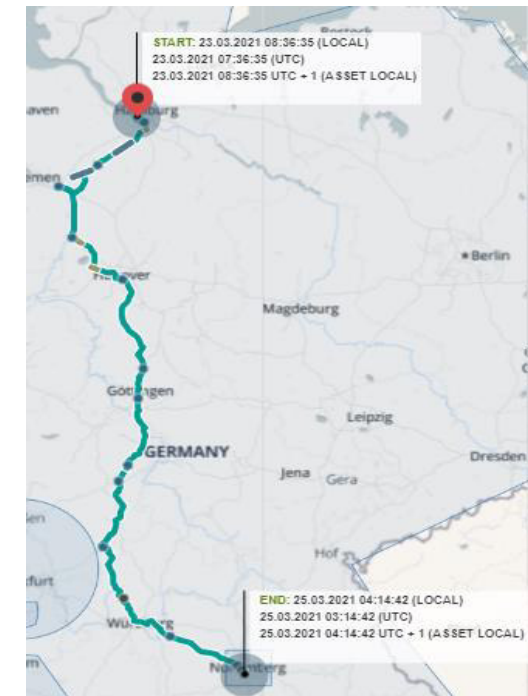 Rostock
START: 23.03.2021 08:36:35 (LOCAL)
23.03.2021 07:36:35 (UTC)
23.03.2021 08:36:35 UTC + 1 (ASSET LOCAL)
Berlin
Magdeburg
Leipzig
GERMANY
Dresden
Jena
Gera
Hof
END: 25.03.2021 04:14:42 (LOCAL)
25.03.2021 03:14:42 (UTC)
25.03.2021 04:14:42 UTC + 1 (ASSET LOCAL)